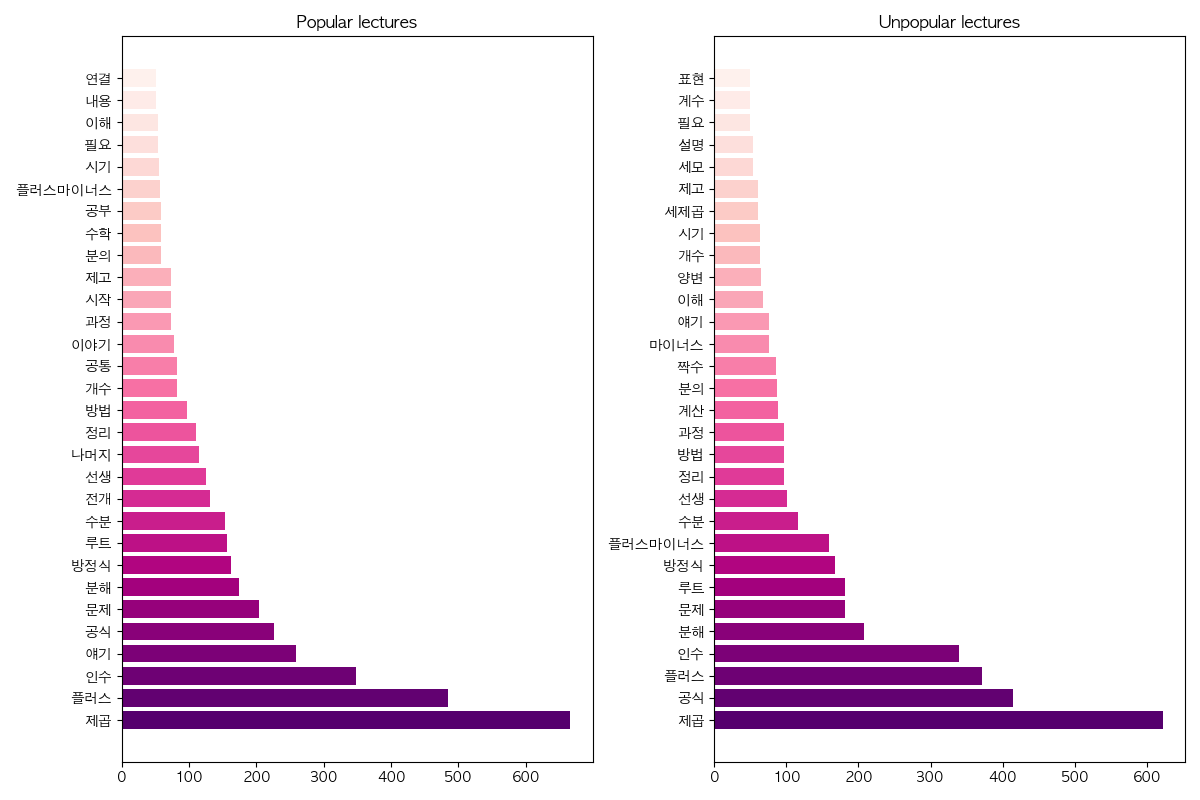 Popular lectures
연결
내용
이해
필요
시기
플러스마이너스
공부
수학
분의
제고
시작
과정
이야기
공통
개수
방법
정리
나머지
선생
전개
수분
루트
방정식
분해
문제
공식
얘기
인수
플러스
제곱
0 100 200 300 400 500 600
Unpopular lectures
표현
계수
필요
설명
세모
제고
세제곱
시기
개수
양변
이해
얘기
마이너스
짝수
분의
계산
과정
방법
정리
선생
수분
플러스마이너스
방정식
루트
문제
분해
인수
플러스
공식
제곱
0 100 200 300 400 500 600